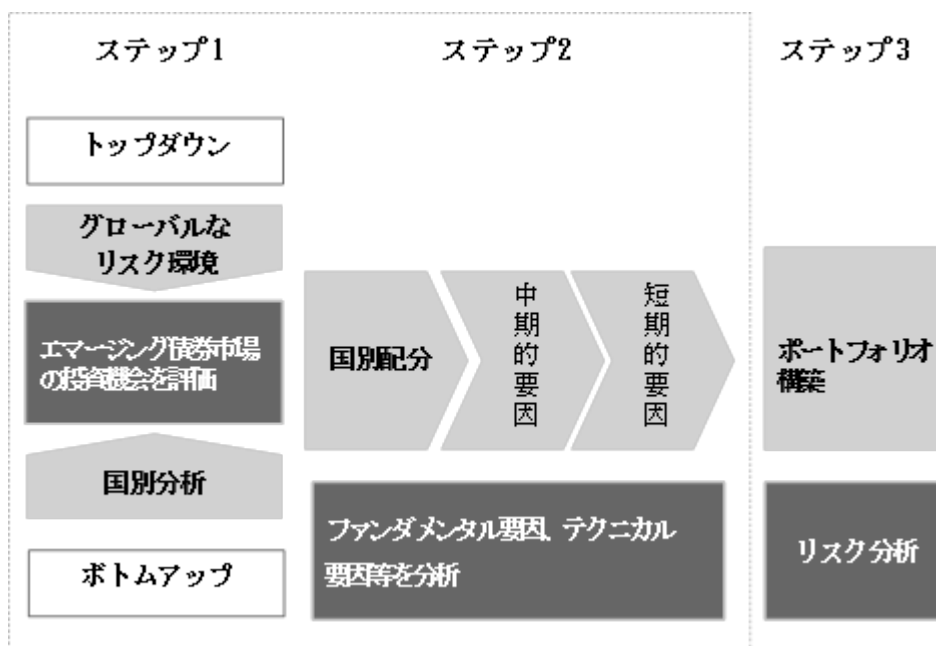 ステップ1
ステップ2
ステップ3
トップダウン
グローバルな
リスク環境
エマージング債券市場
の投資機会を評価
国別分析
ボトムアップ
国別配分
中期的要因
短期的要因
ファンダメンタル要因、テクニカル
要因等を分析
ポートフォリオ
構築
リスク分析